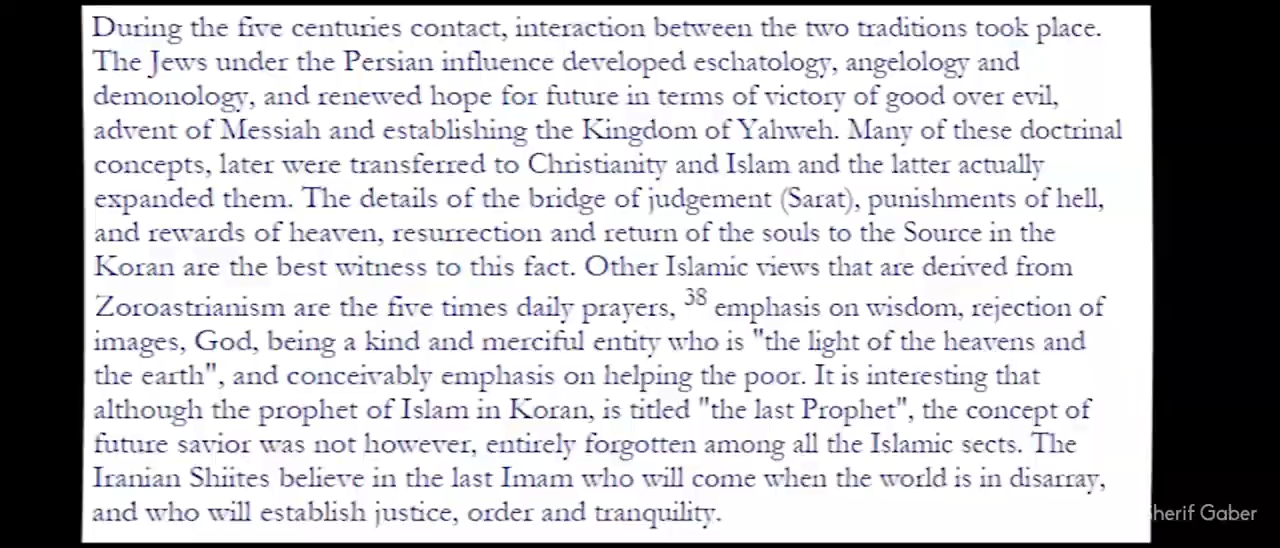 During the five centuries contact, interaction between the two traditions took place.
The Jews under the Persian influence developed eschatology, angelology and
demonology, and renewed hope for future in terms of victory of good over evil,
advent of Messiah and establishing the Kingdom of Yahweh. Many of these doctrinal
concepts, later were transferred to Christianity and Islam and the latter actually
expanded them. The details of the bridge of judgement (Sarat), punishments of hell,
and rewards of heaven, resurrection and return of the souls to the Source in the
Koran are the best witness to this fact. Other Islamic views that are derived from
Zoroastrianism are the five times daily prayers, 38 emphasis on wisdom, rejection of
images, God, being a kind and merciful entity who is "the light of the heavens and
the earth", and conceivably emphasis on helping the poor. It is interesting that
although the prophet of Islam in Koran, is titled "the last Prophet", the concept of
future savior was not however, entirely forgotten among all the Islamic sects. The
Iranian Shiites believe in the last Imam who will come when the world is in disarray,
and who will establish justice, order and tranquility.
herif Gaber